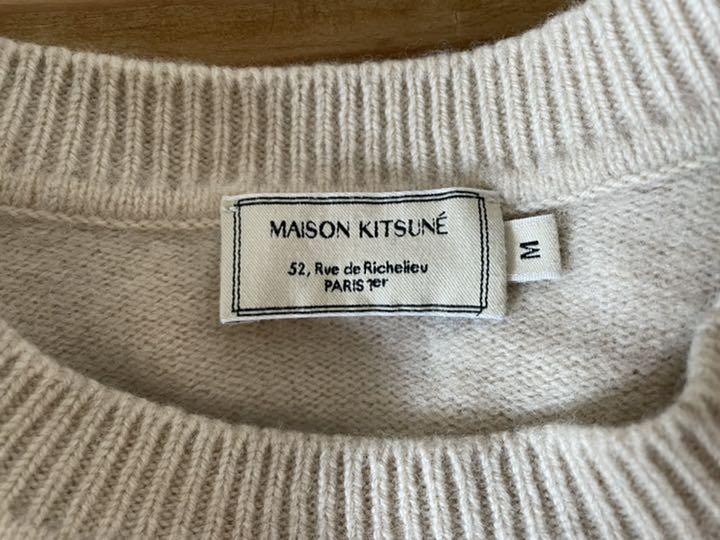 MAISON KITSUNÉ
52, Rue de Richelieu
PARIS 1er
M